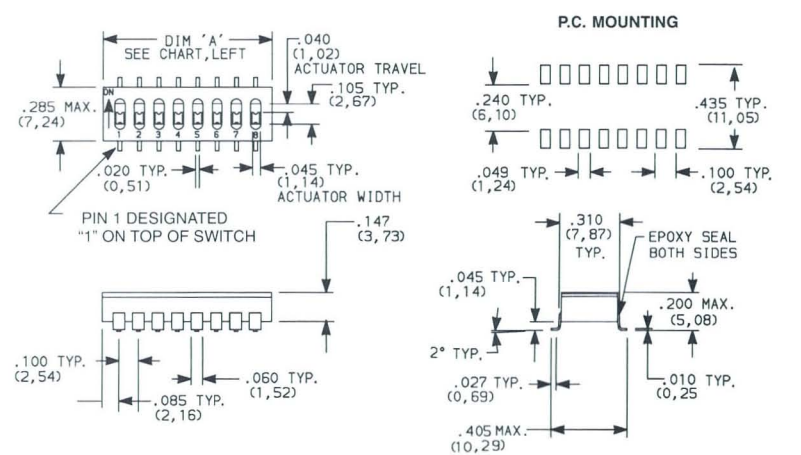 DIM 'A'
SEE CHART,LEFT
.040
(1,02)
ACTUATOR TRAVEL
.105 TYP.
(2,67)
.285 MAX.
(7,24)
ON
1 2 3 4 5 6 7 8
.020 TYP.
(0,51)
.045 TYP.
(1,14)
ACTUATOR WIDTH
PIN 1 DESIGNATED
"1" ON TOP OF SWITCH
P.C. MOUNTING
.240 TYP.
(6,10)
.435 TYP.
(11,05)
.049 TYP.
(1,24)
.100 TYP.
(2,54)
.147
(3,73)
.100 TYP.
(2,54)
.085 TYP.
(2,16)
.060 TYP.
(1,52)
.310
(7,87)
TYP.
EPOXY SEAL
BOTH SIDES
.045 TYP.
(1,14)
.200 MAX.
(5,08)
2° TYP.
.027 TYP.
(0,69)
.010 TYP.
(0,25
.405 MAX.
(10,29)